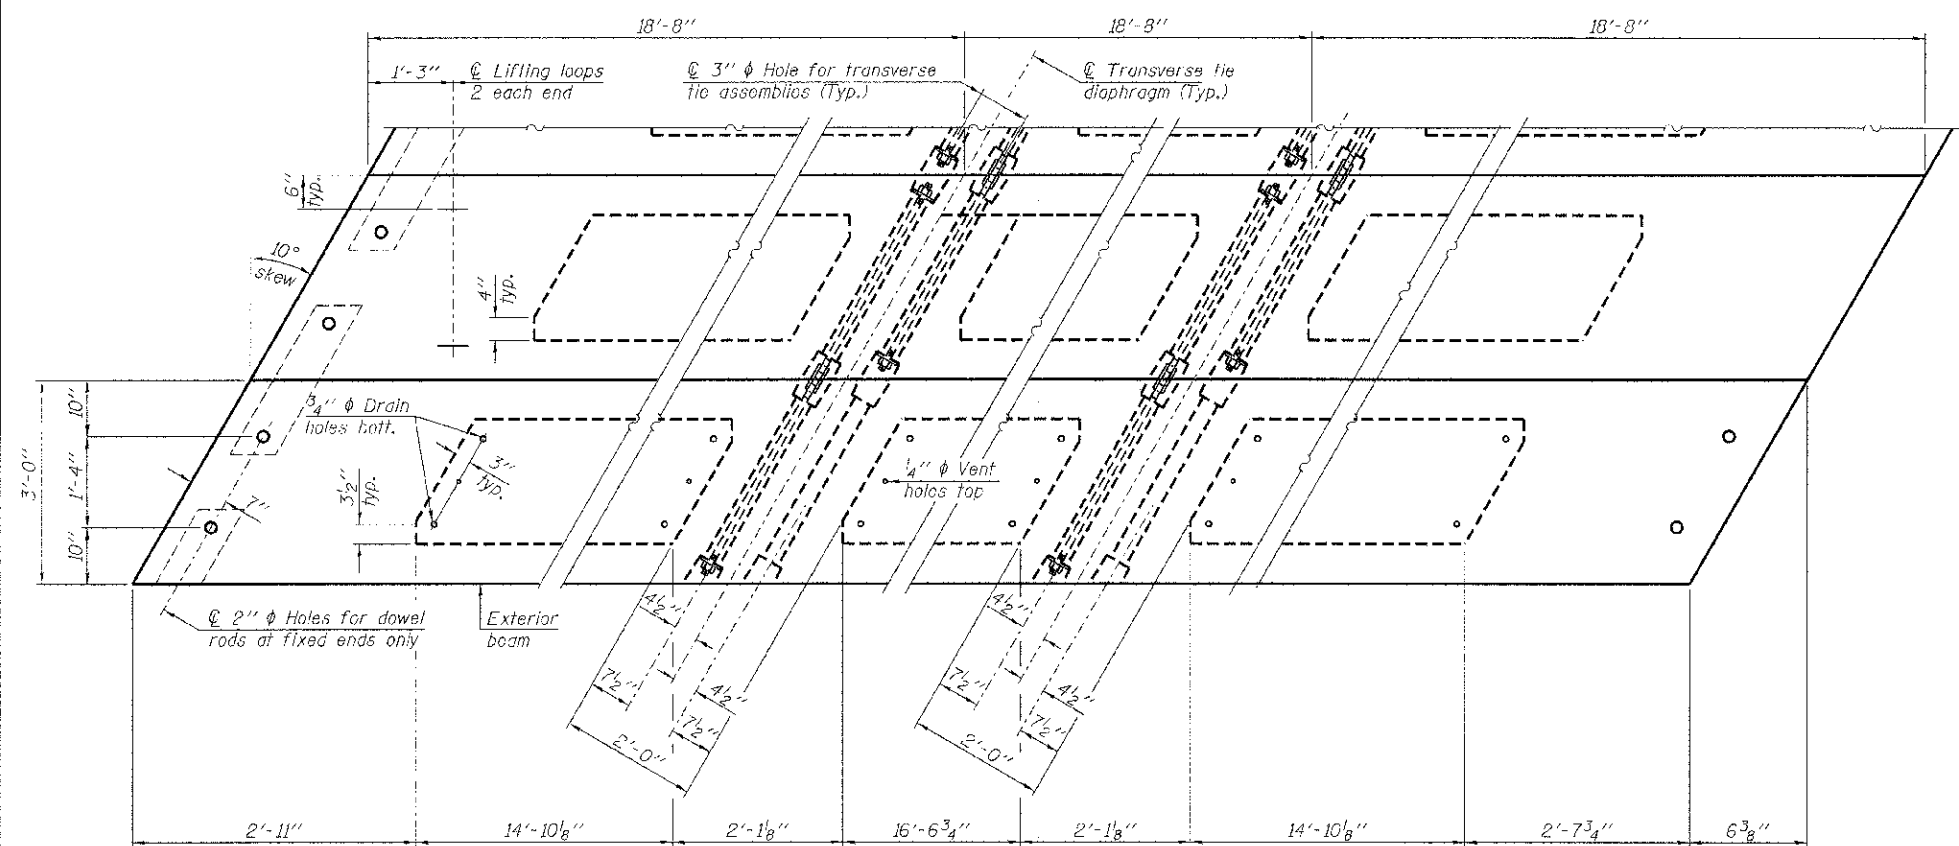 18'-8"
18'-8"
18'-8"
1'-3"
℄ Lifting loops
2 each end
℄ 3" ϕ Hole for transverse
tie assemblies (Typ.)
℄ Transverse tie
diaphragm (Typ.)
6"
typ.
10°
skew
4"
typ.
3'-0"
10"
1'-4"
10"
3/4" ϕ Drain
holes bott.
3"
typ.
3½"
typ.
7"
¼" ϕ Vent
holes top
℄ 2" ϕ Holes for dowel
rods at fixed ends only
Exterior
beam
4½"
7½"
4½"
7½"
2'-0"
4½"
7½"
4½"
7½"
2'-0"
2'-11"
14'-10⅛"
2'-1⅛"
16'-6¾"
2'-1⅛"
14'-10⅛"
2'-7¾"
6⅜"